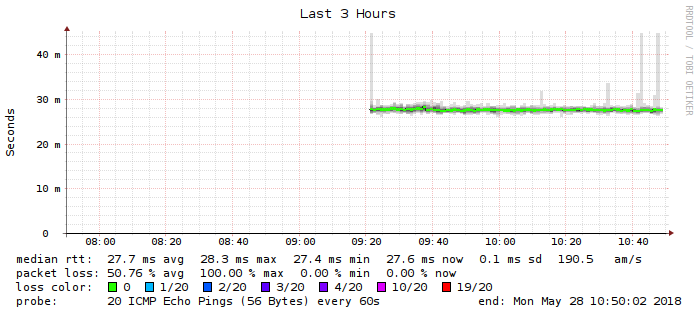 Last 3 Hours
RRDTOOL / TOBI OETIKER
Seconds
40 m
30 m
20 m
10 m
0
08:00 08:20 08:40 09:00 09:20 09:40 10:00 10:20 10:40
median rtt: 27.7 ms avg 28.3 ms max 27.4 ms min 27.6 ms now 0.1 ms sd 190.5 am/s
packet loss: 50.76 % avg 100.00 % max 0.00 % min 0.00 % now
loss color: 0 1/20 2/20 3/20 4/20 10/20 19/20
probe: 20 ICMP Echo Pings (56 Bytes) every 60s end: Mon May 28 10:50:02 2018